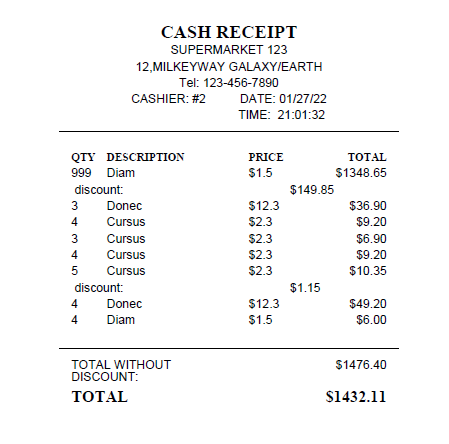 CASH RECEIPT
SUPERMARKET 123
12,MILKEYWAY GALAXY/EARTH
Tel: 123-456-7890
CASHIER: #2 DATE: 01/27/22
TIME: 21:01:32
QTY DESCRIPTION PRICE TOTAL
999 Diam $1.5 $1348.65
discount: $149.85
3 Donec $12.3 $36.90
4 Cursus $2.3 $9.20
3 Cursus $2.3 $6.90
4 Cursus $2.3 $9.20
5 Cursus $2.3 $10.35
discount: $1.15
4 Donec $12.3 $49.20
4 Diam $1.5 $6.00
TOTAL WITHOUT $1476.40
DISCOUNT:
TOTAL $1432.11